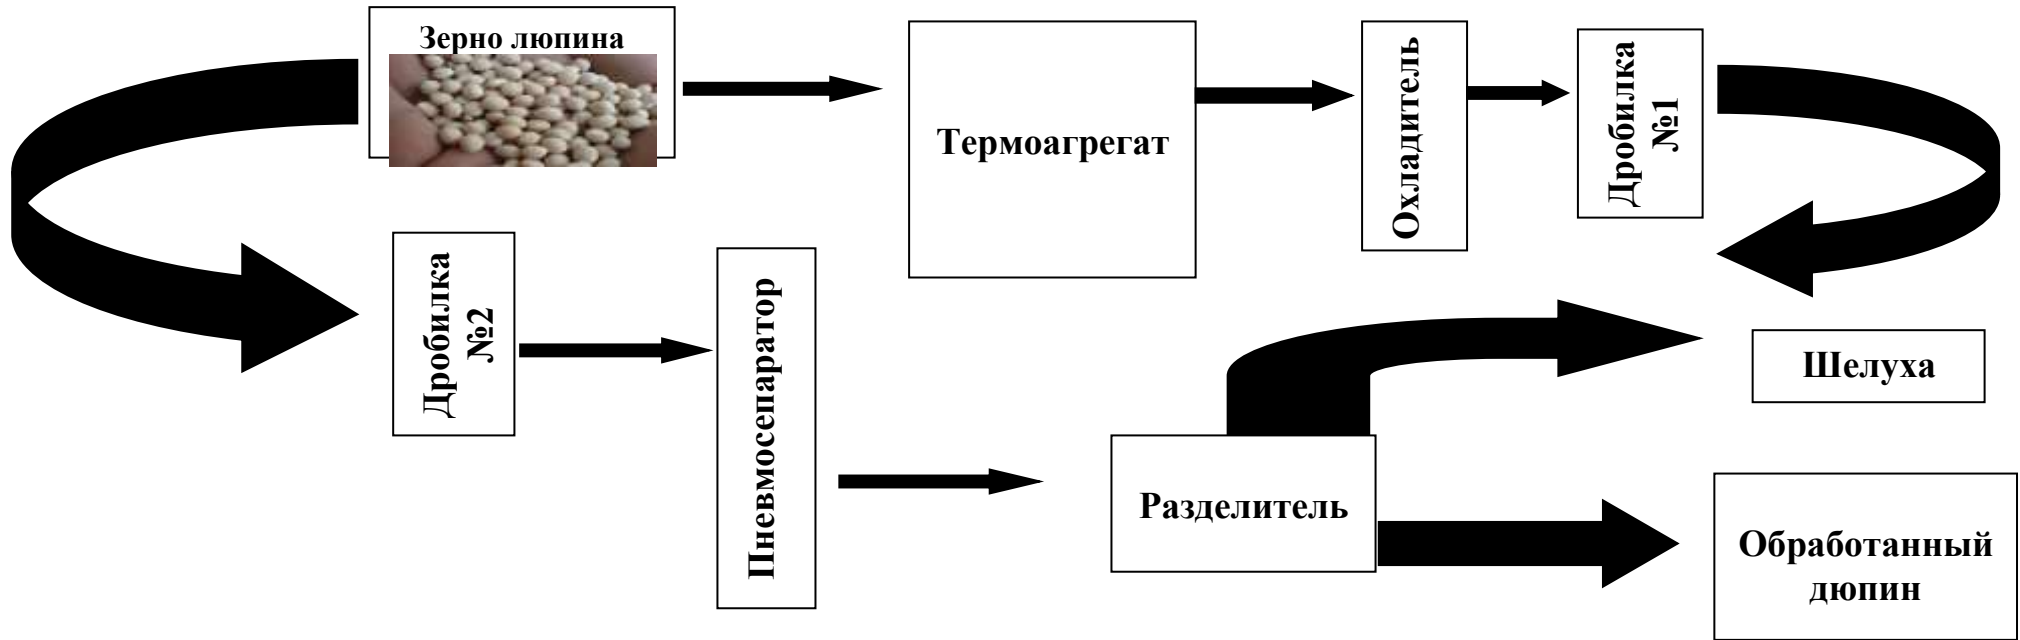 Зерно люпина
Термоагрегат
Охладитель
Дробилка
№1
Дробилка
№2
Пневмосепаратор
Разделитель
Шелуха
Обработанный
дюпин